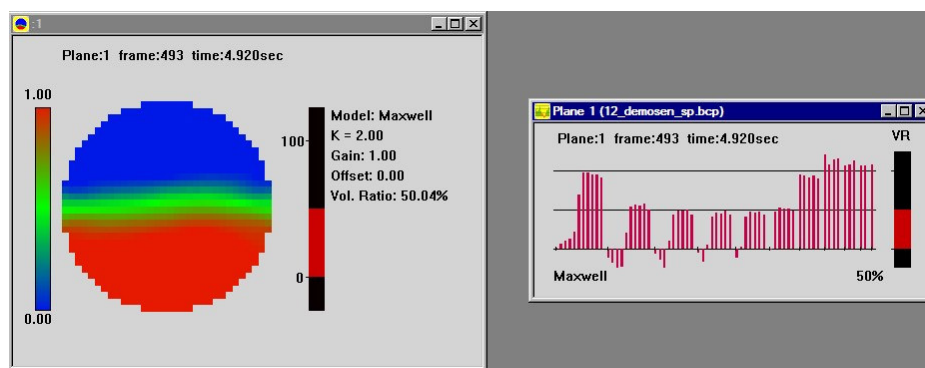 :1
Plane:1 frame:493 time:4.920sec
1.00
0.00
100
0
Model: Maxwell
K = 2.00
Gain: 1.00
Offset: 0.00
Vol. Ratio: 50.04%
Plane 1 (12_demosen_sp.bcp)
Plane:1 frame:493 time:4.920sec
VR
Maxwell
50%